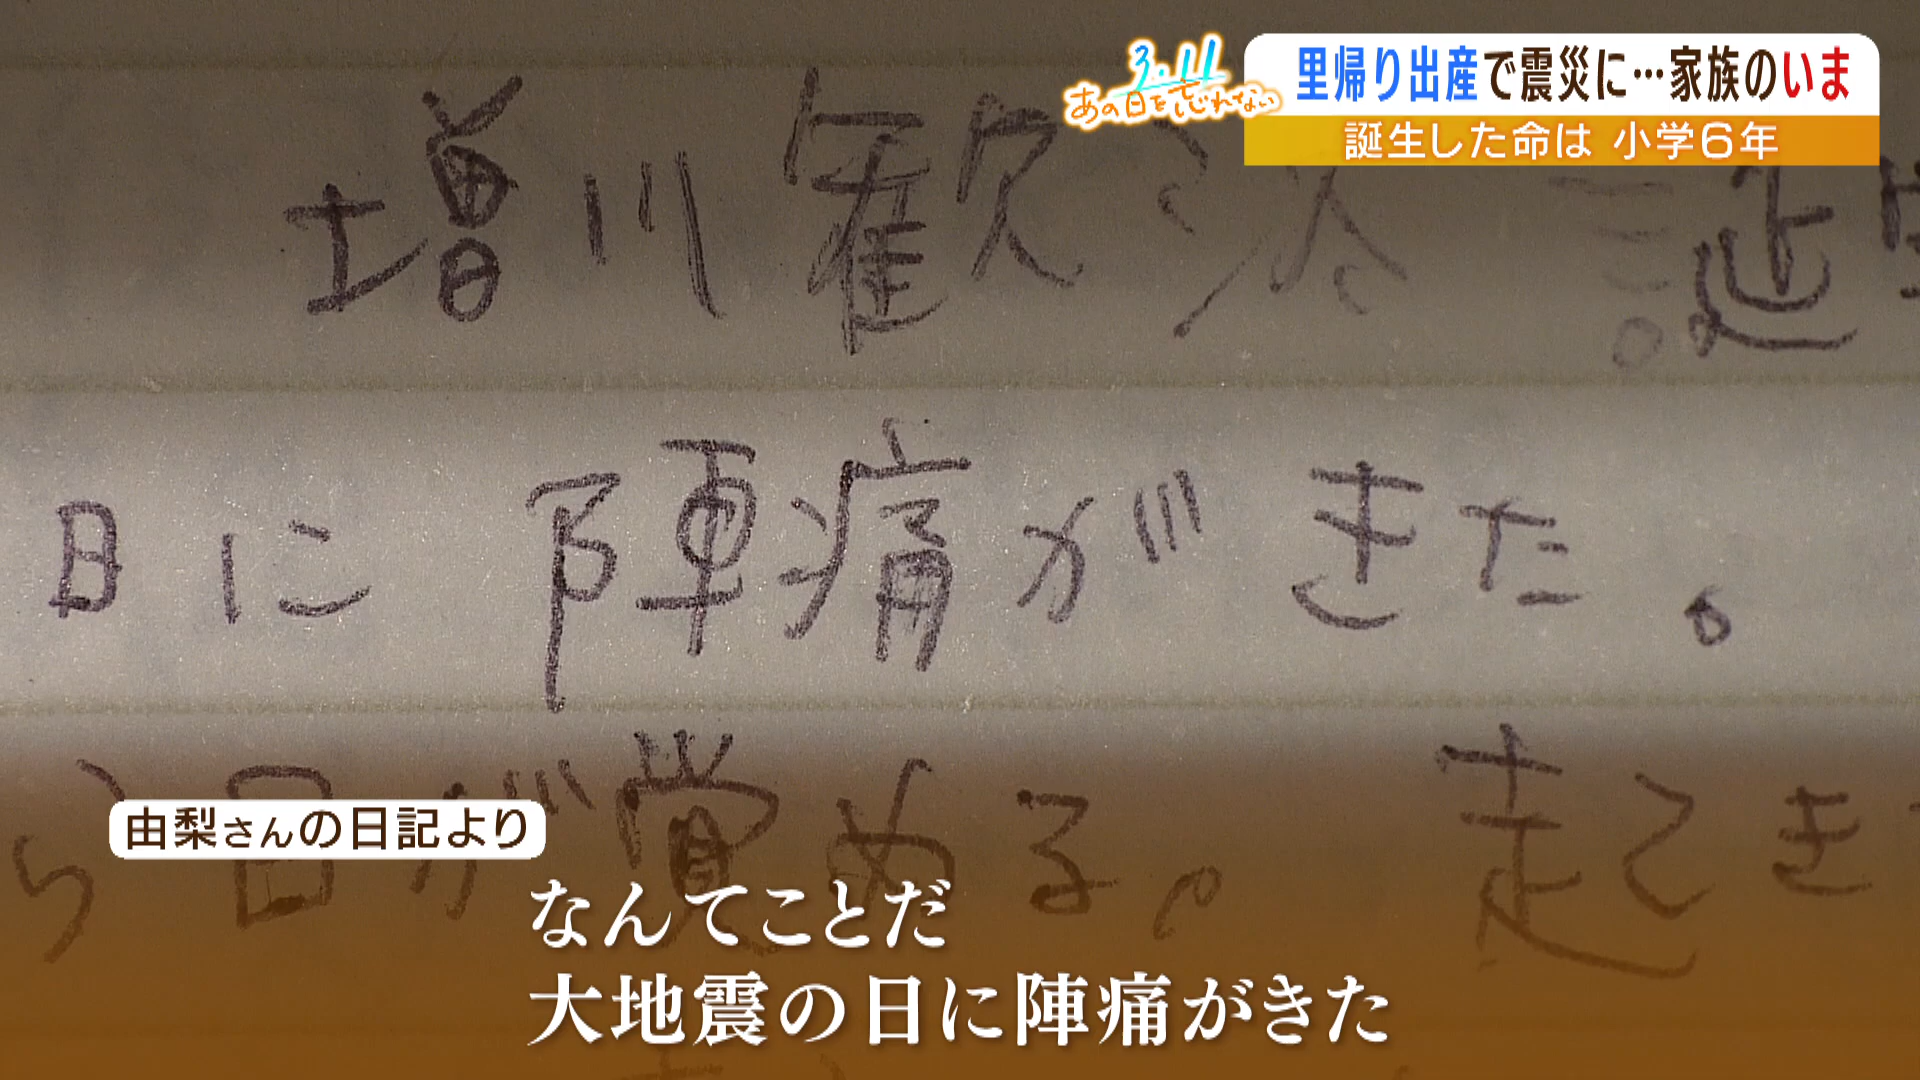 3.11
あの日を忘れない
里帰り出産で震災に…家族のいま
誕生した命は 小学6年
増川歓
日に陣痛がきた。
ら目が覚める。起てき
由梨さんの日記より
なんてことだ
大地震の日に陣痛がきた